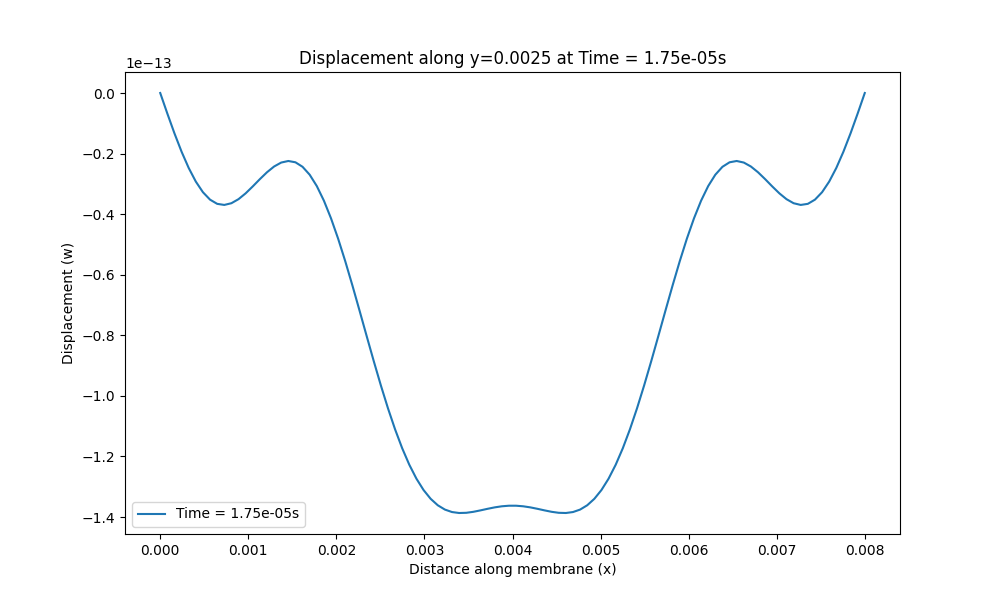 Displacement along y=0.0025 at Time = 1.75e-05s
1e−13
0.0
−0.2
−0.4
−0.6
−0.8
−1.0
−1.2
−1.4
Displacement (w)
Time = 1.75e-05s
0.000 0.001 0.002 0.003 0.004 0.005 0.006 0.007 0.008
Distance along membrane (x)